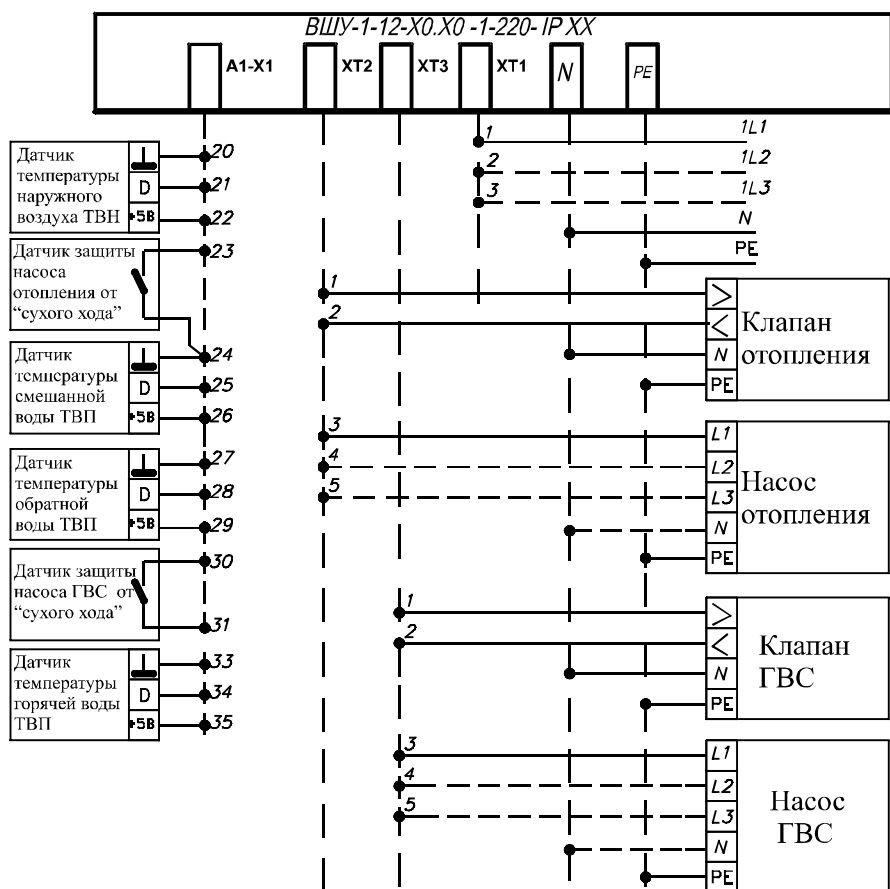 ВШУ-1-12-Х0.Х0 -1-220- IP XX
A1-X1
XT2
XT3
XT1
N
PE
1
1L1
2
1L2
3
1L3
N
PE
Датчик
температуры
наружного
воздуха ТВН
D
+5В
20
21
22
Датчик защиты
насоса
отопления от
“сухого хода”
23
24
Датчик
температуры
смешанной
воды ТВП
D
+5В
25
26
Датчик
температуры
обратной
воды ТВП
D
+5В
27
28
29
Датчик защиты
насоса ГВС от
“сухого хода”
30
31
Датчик
температуры
горячей воды
ТВП
D
+5В
33
34
35
1
2
>
<
N
PE
Клапан
отопления
3
4
5
L1
L2
L3
N
PE
Насос
отопления
1
2
>
<
N
PE
Клапан
ГВС
3
4
5
L1
L2
L3
N
PE
Насос
ГВС